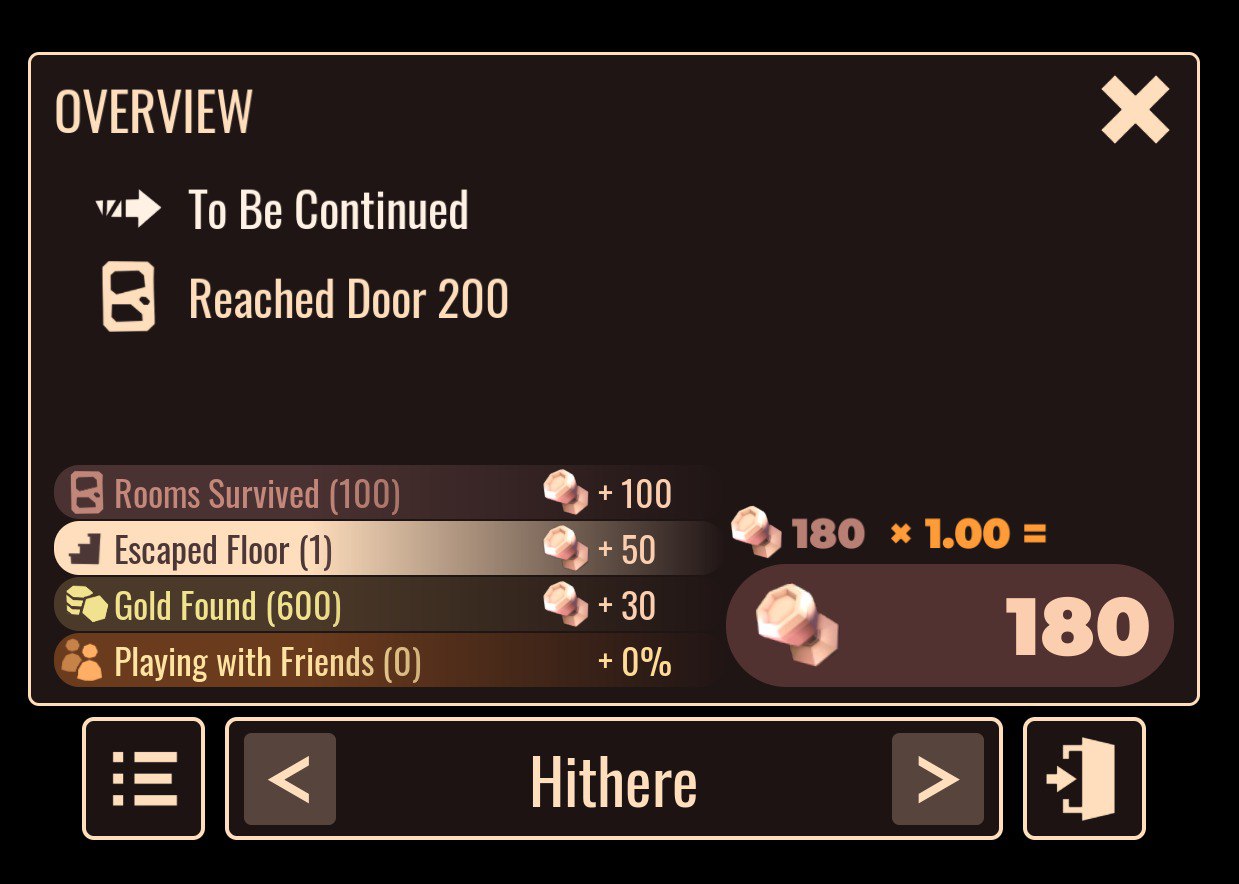 OVERVIEW
To Be Continued
Reached Door 200
Rooms Survived (100) + 100
Escaped Floor (1) + 50
Gold Found (600) + 30
Playing with Friends (0) + 0%
180 × 1.00 =
180
< Hithere >